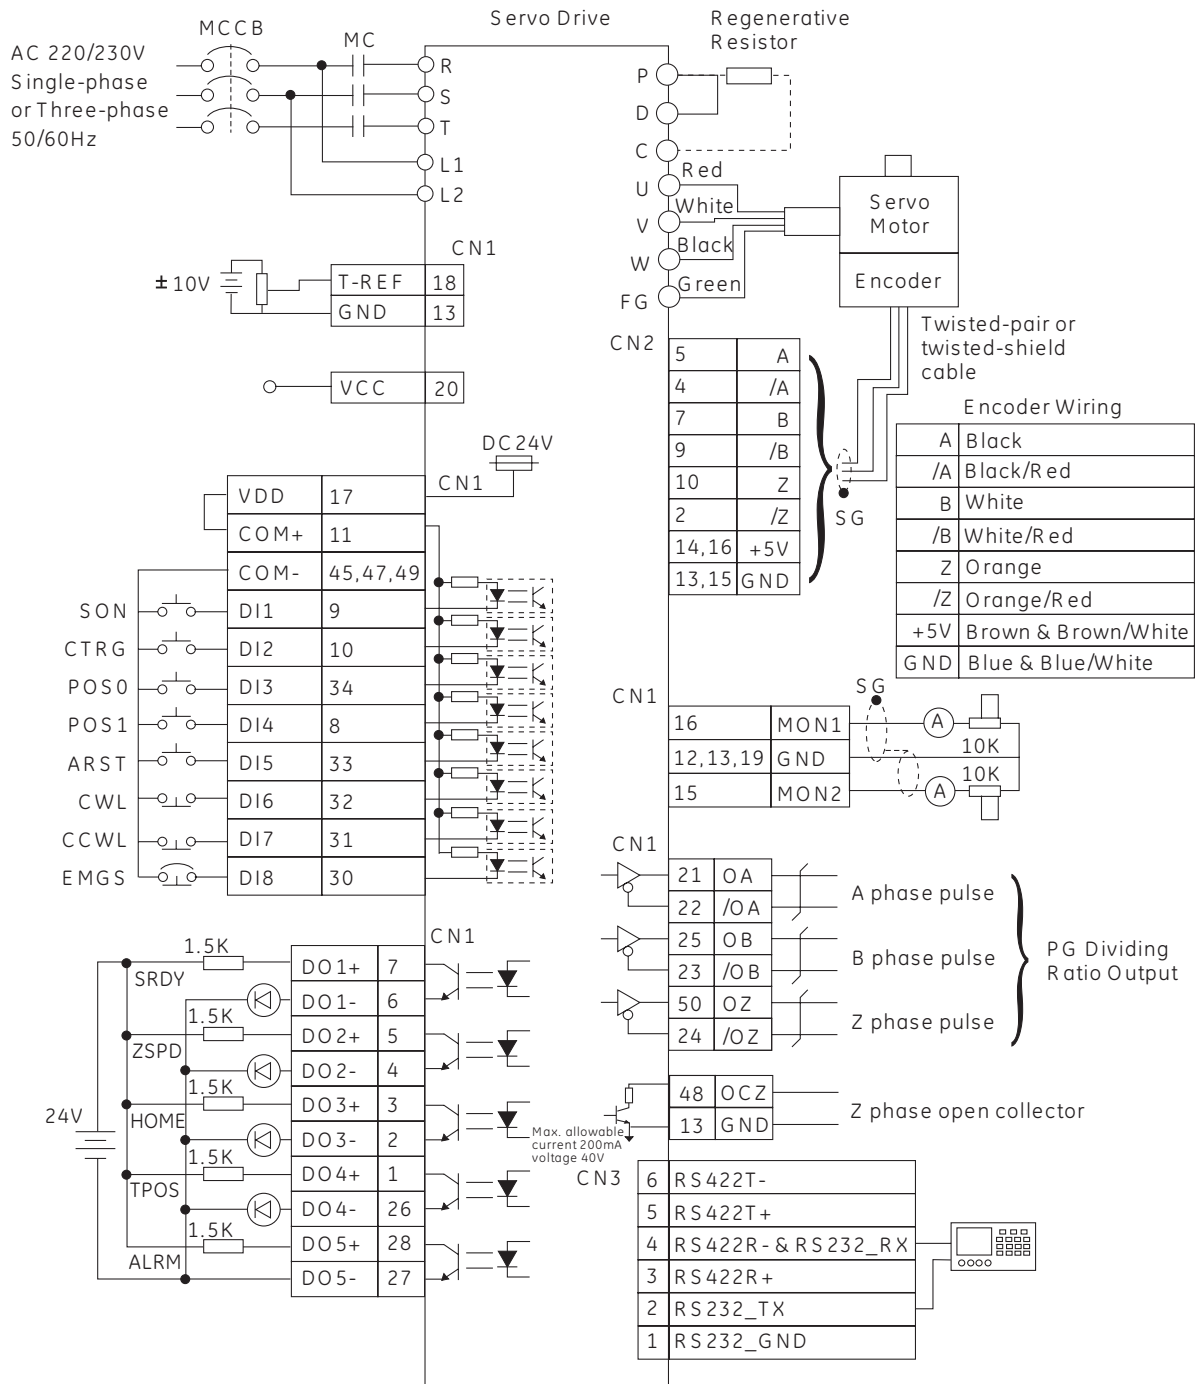 Servo Drive
Regenerative
Resistor
MCCB
MC
AC 220/230V
Single-phase
or Three-phase
50/60Hz
R
S
T
L1
L2
P
D
C
U
V
W
FG
Red
White
Black
Green
Servo
Motor
Encoder
CN1
±10V
T-REF 18
GND 13
VCC 20
DC24V
CN1
VDD 17
COM+ 11
COM- 45,47,49
SON DI1 9
CTRG DI2 10
POS0 DI3 34
POS1 DI4 8
ARST DI5 33
CWL DI6 32
CCWL DI7 31
EMGS DI8 30
CN1
24V
1.5K
SRDY
DO1+ 7
DO1- 6
1.5K
ZSPD
DO2+ 5
DO2- 4
1.5K
HOME
DO3+ 3
DO3- 2
1.5K
TPOS
DO4+ 1
DO4- 26
1.5K
ALRM
DO5+ 28
DO5- 27
CN2
5 A
4 /A
7 B
9 /B
10 Z
2 /Z
14,16 +5V
13,15 GND
SG
Twisted-pair or
twisted-shield
cable
Encoder Wiring
A Black
/A Black/Red
B White
/B White/Red
Z Orange
/Z Orange/Red
+5V Brown & Brown/White
GND Blue & Blue/White
CN1
SG
16 MON1
12,13,19 GND
15 MON2
A
10K
10K
A
CN1
21 OA
22 /OA
A phase pulse
25 OB
23 /OB
B phase pulse
50 OZ
24 /OZ
Z phase pulse
PG Dividing
Ratio Output
48 OCZ
13 GND
Z phase open collector
Max. allowable
current 200mA
voltage 40V
CN3
6 RS422T-
5 RS422T+
4 RS422R-&RS232_RX
3 RS422R+
2 RS232_TX
1 RS232_GND